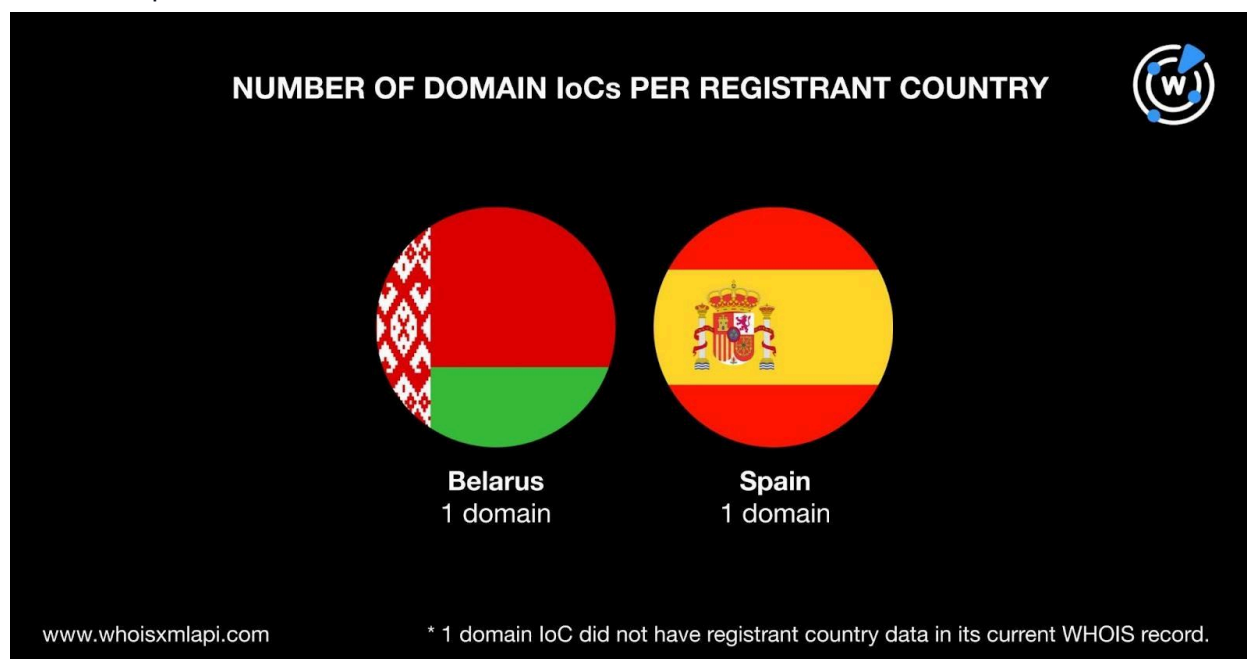 NUMBER OF DOMAIN IoCs PER REGISTRANT COUNTRY
W
Belarus
1 domain
Spain
1 domain
www.whoisxmlapi.com
* 1 domain IoC did not have registrant country data in its current WHOIS record.